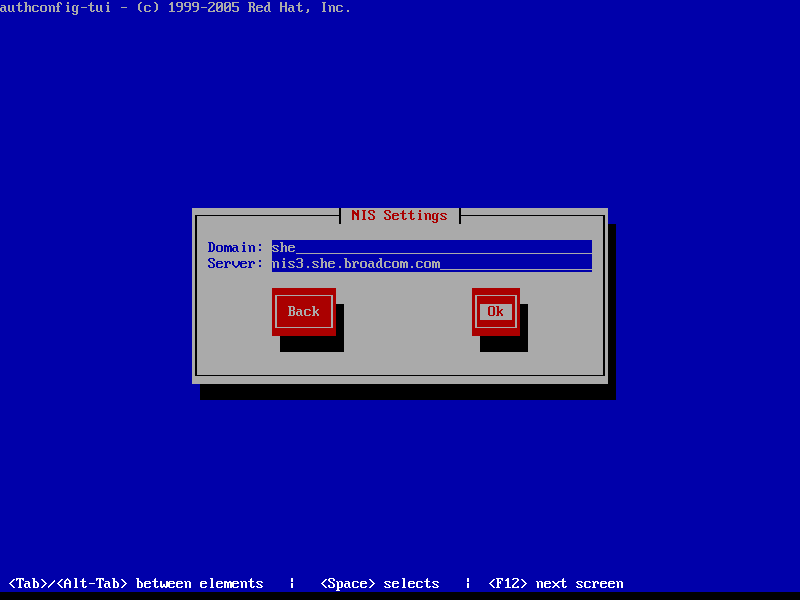 authconfig-tui - (c) 1999-2005 Red Hat, Inc.
NIS Settings
Domain: she
Server: nis3.she.broadcom.com
Back Ok
<Tab>/<Alt-Tab> between elements | <Space> selects | <F12> next screen